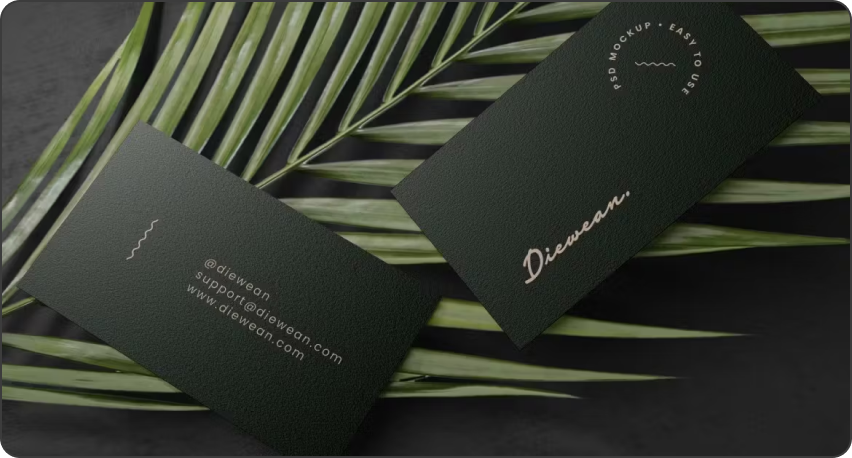 @diewean
support@diewean.com
www.diewean.com
PSD MOCKUP • EASY TO USE
Diewean.